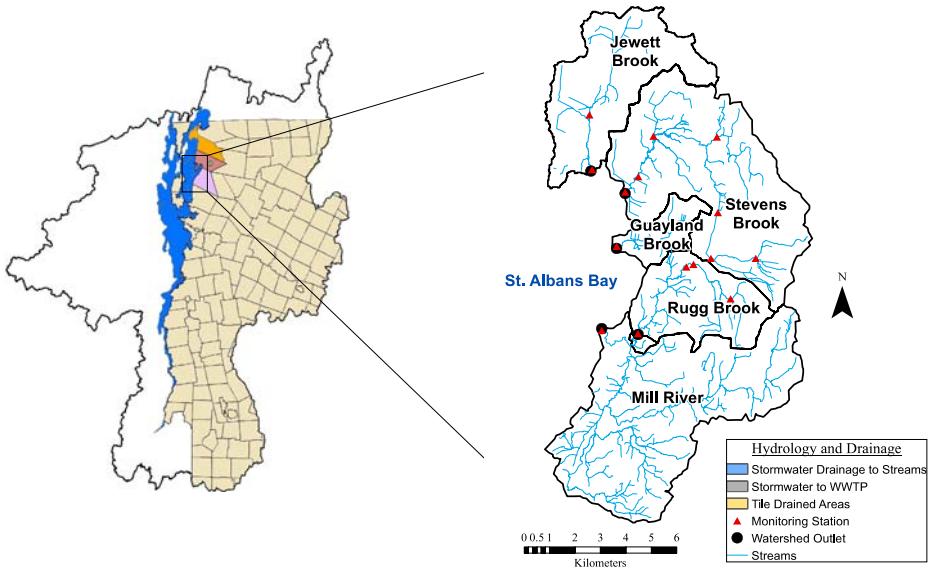 Jewett
Brook
Stevens
Brook
Guayland
Brook
St. Albans Bay
Rugg Brook
Mill River
N
Hydrology and Drainage
Stormwater Drainage to Streams
Stormwater to WWTP
Tile Drained Areas
Monitoring Station
Watershed Outlet
Streams
0 0.5 1 2 3 4 5 6
Kilometers